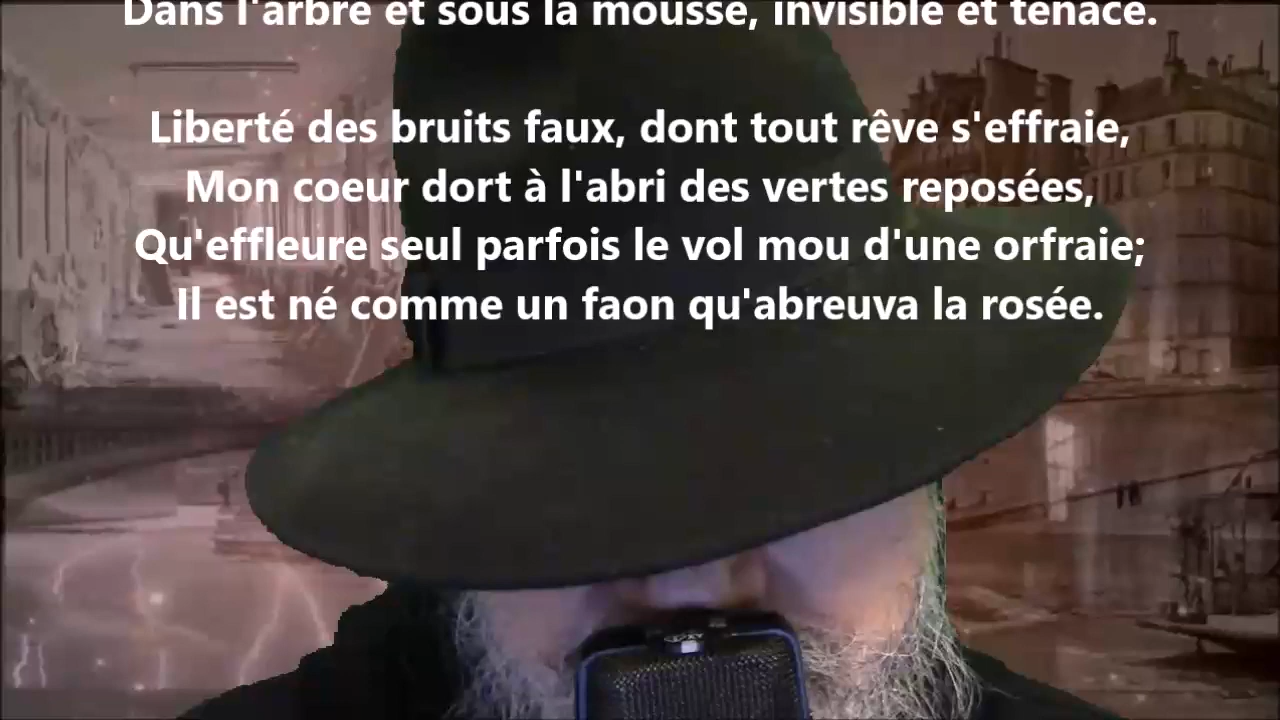 Dans l'arbre et sous la mousse, invisible et tenace.
Liberté des bruits faux, dont tout rêve s'effraie,
Mon coeur dort à l'abri des vertes reposées,
Qu'effleure seul parfois le vol mou d'une orfraie;
Il est né comme un faon qu'abreuva la rosée.